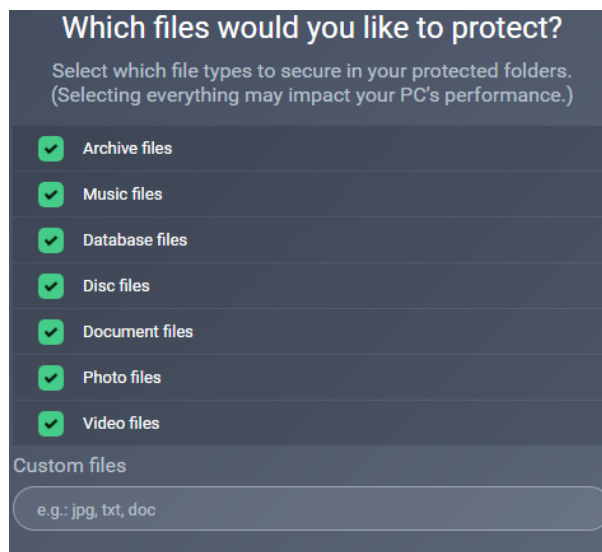 Which files would you like to protect?
Select which file types to secure in your protected folders.
(Selecting everything may impact your PC's performance.)
Archive files
Music files
Database files
Disc files
Document files
Photo files
Video files
Custom files
e.g.: jpg, txt, doc